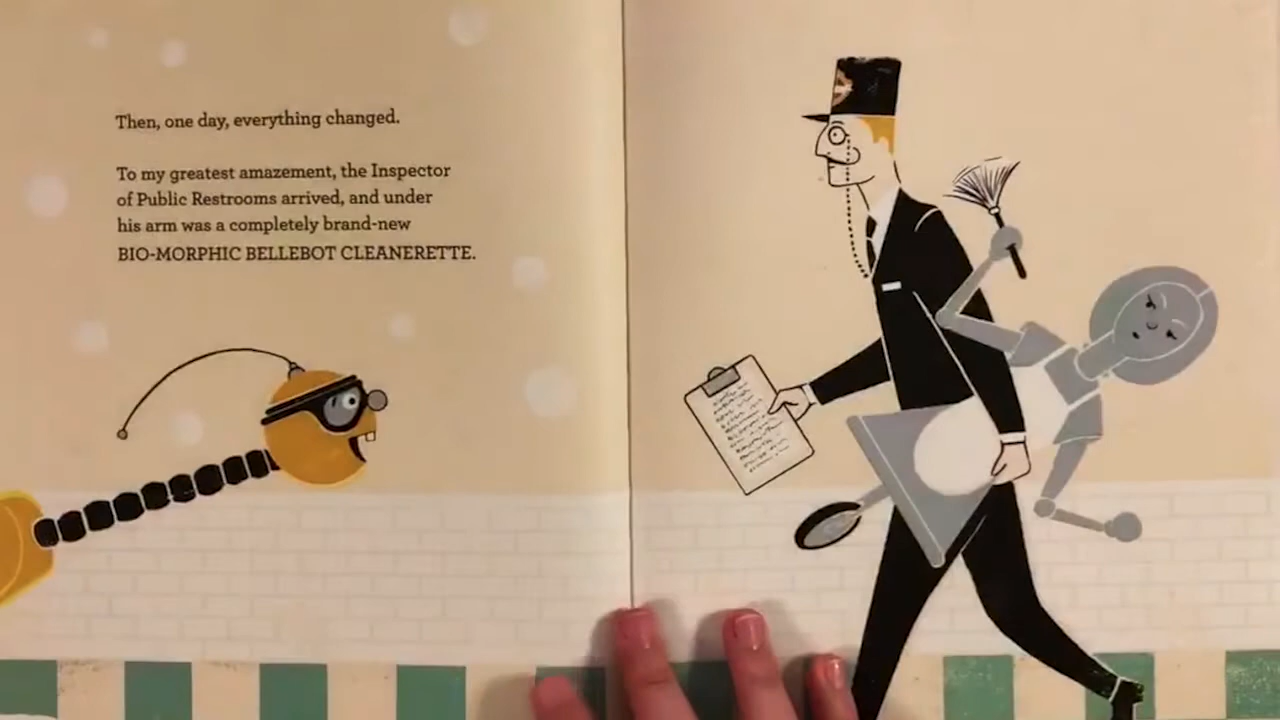 Then, one day, everything changed.
To my greatest amazement, the Inspector
of Public Restrooms arrived, and under
his arm was a completely brand-new
BIO-MORPHIC BELLEBOT CLEANERETTE.